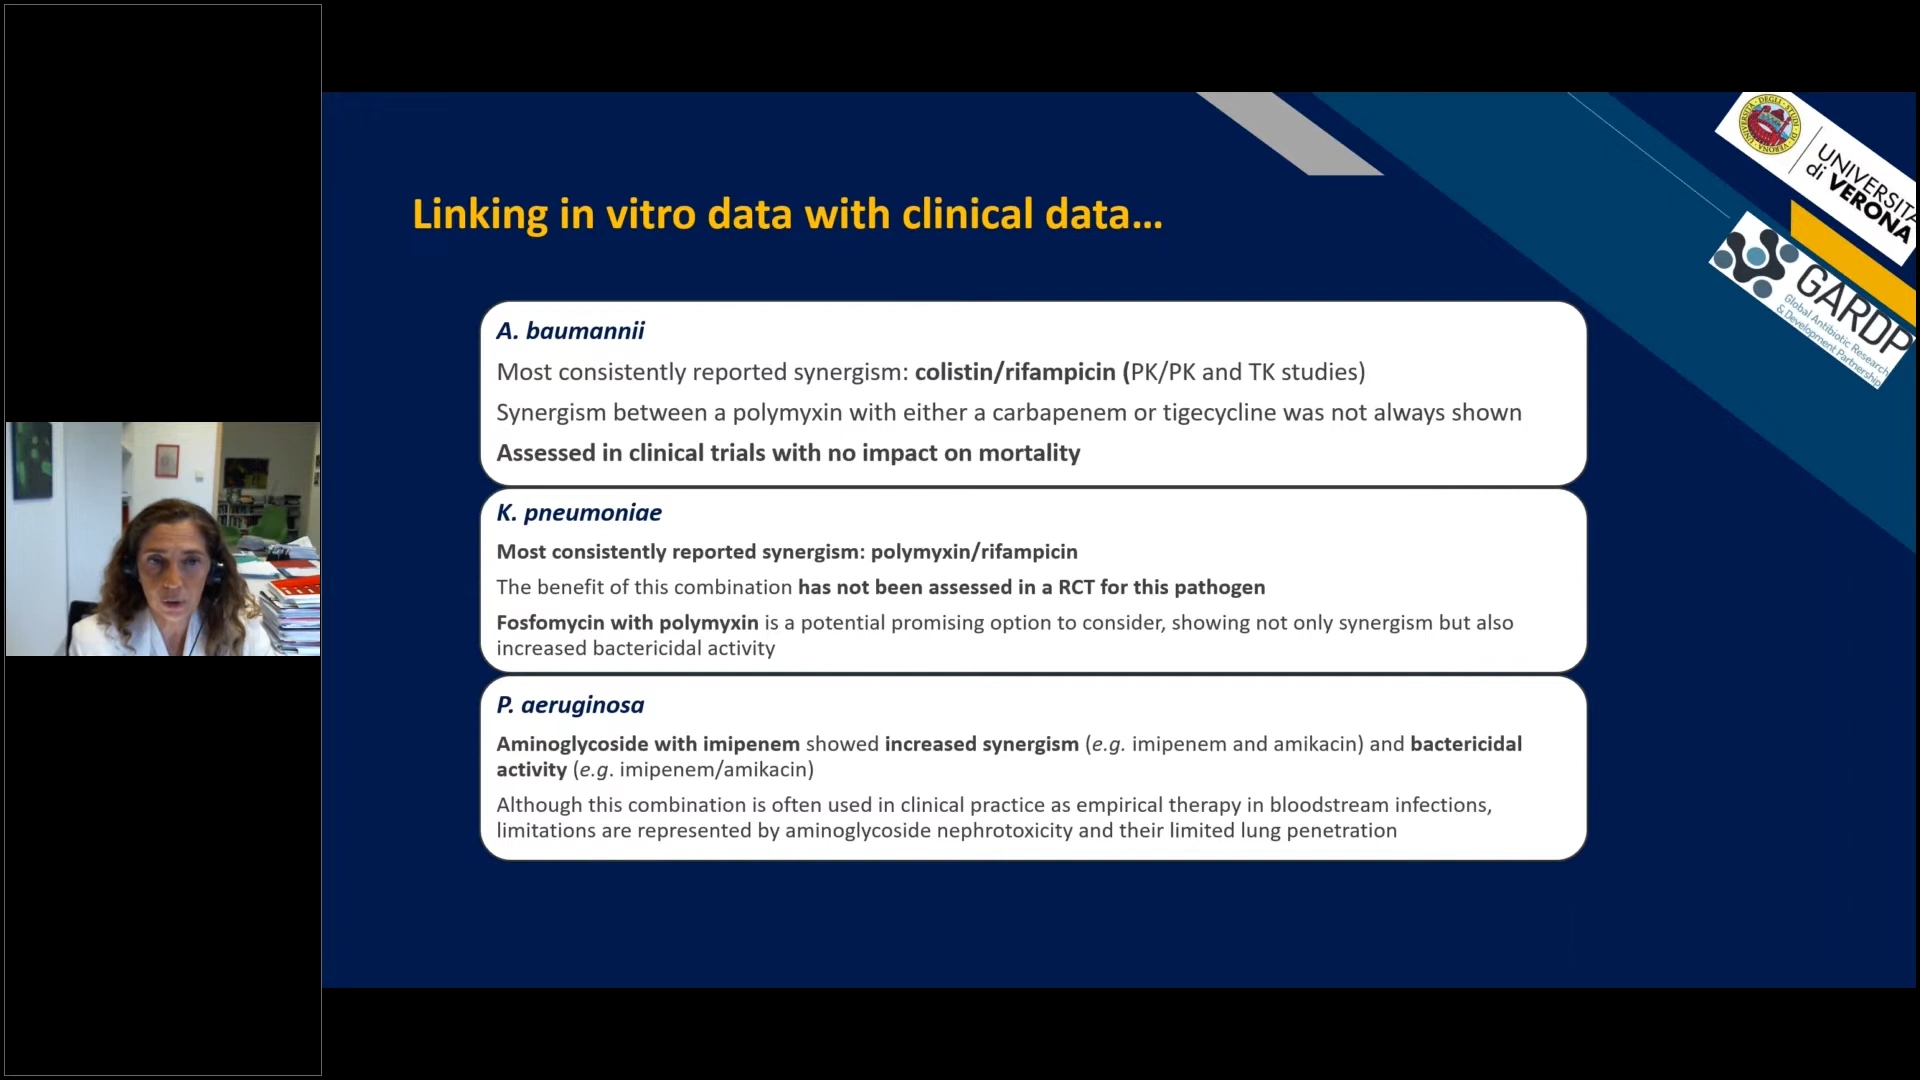 Linking in vitro data with clinical data...
A. baumannii
Most consistently reported synergism: colistin/rifampicin (PK/PK and TK studies)
Synergism between a polymyxin with either a carbapenem or tigecycline was not always shown
Assessed in clinical trials with no impact on mortality
K. pneumoniae
Most consistently reported synergism: polymyxin/rifampicin
The benefit of this combination has not been assessed in a RCT for this pathogen
Fosfomycin with polymyxin is a potential promising option to consider, showing not only synergism but also
increased bactericidal activity
P. aeruginosa
Aminoglycoside with imipenem showed increased synergism (e.g. imipenem and amikacin) and bactericidal
activity (e.g. imipenem/amikacin)
Although this combination is often used in clinical practice as empirical therapy in bloodstream infections,
limitations are represented by aminoglycoside nephrotoxicity and their limited lung penetration
UNIVERSITA
di VERONA
GARDP
Global Antibiotic Research
& Development Partnership